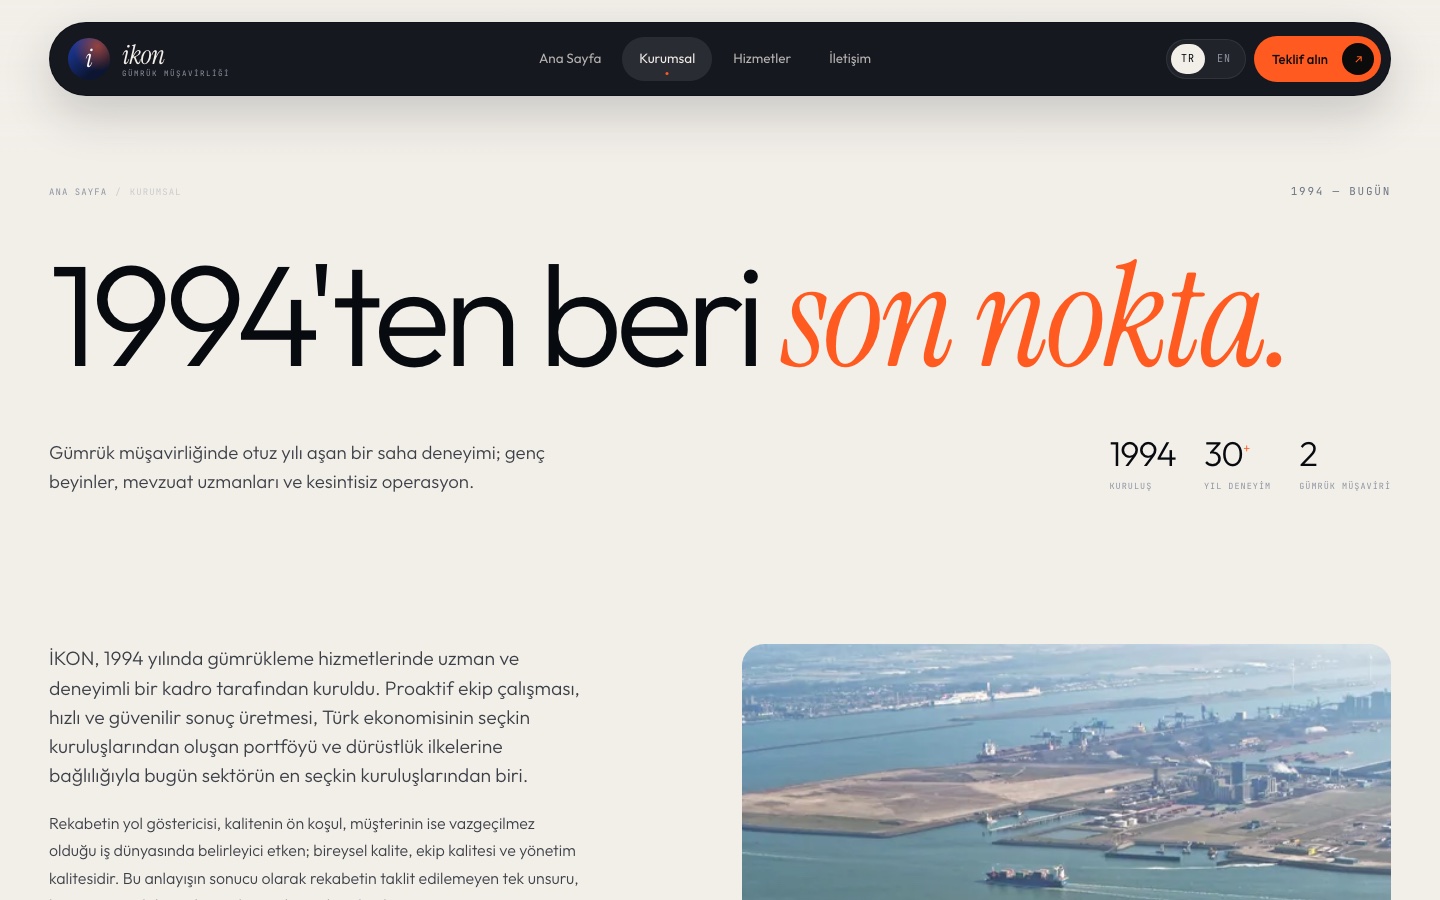 i
ikon
GÜMRÜK MÜŞAVİRLİĞİ
Ana Sayfa
Kurumsal
Hizmetler
İletişim
TR
EN
Teklif alın
ANA SAYFA / KURUMSAL
1994 — BUGÜN
1994'ten beri son nokta.
Gümrük müşavirliğinde otuz yılı aşan bir saha deneyimi; genç
beyinler, mevzuat uzmanları ve kesintisiz operasyon.
1994
KURULUŞ
30+
YIL DENEYİM
2
GÜMRÜK MÜŞAVİRİ
İKON, 1994 yılında gümrükleme hizmetlerinde uzman ve
deneyimli bir kadro tarafından kuruldu. Proaktif ekip çalışması,
hızlı ve güvenilir sonuç üretmesi, Türk ekonomisinin seçkin
kuruluşlarından oluşan portföyü ve dürüstlük ilkelerine
bağlılığıyla bugün sektörün en seçkin kuruluşlarından biri.
Rekabetin yol göstericisi, kalitenin ön koşul, müşterinin ise vazgeçilmez
olduğu iş dünyasında belirleyici etken; bireysel kalite, ekip kalitesi ve yönetim
kalitesidir. Bu anlayışın sonucu olarak rekabetin taklit edilemeyen tek unsuru,